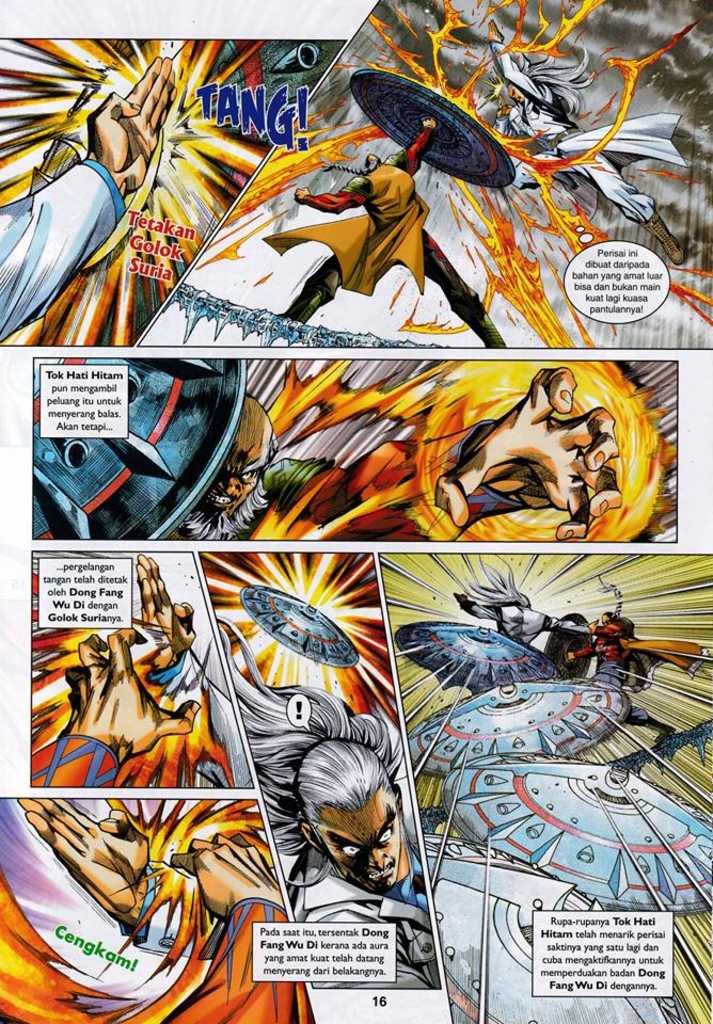 TANG!
Tetakan
Golok
Suria
Perisai ini
dibuat daripada
bahan yang amat luar
bisa dan bukan main
kuat lagi kuasa
pantulannya!
Tok Hati Hitam
pun mengambil
peluang itu untuk
menyerang balas.
Akan tetapi...
...pergelangan
tangan telah ditetak
oleh Dong Fang
Wu Di dengan
Golok Surianya.
!
Cengkam!
Pada saat itu, tersentak Dong
Fang Wu Di kerana ada aura
yang amat kuat telah datang
menyerang dari belakangnya.
Rupa-rupanya Tok Hati
Hitam telah menarik perisai
saktinya yang satu lagi dan
cuba mengaktifkannya untuk
memperduakan badan Dong
Fang Wu Di dengannya.
16